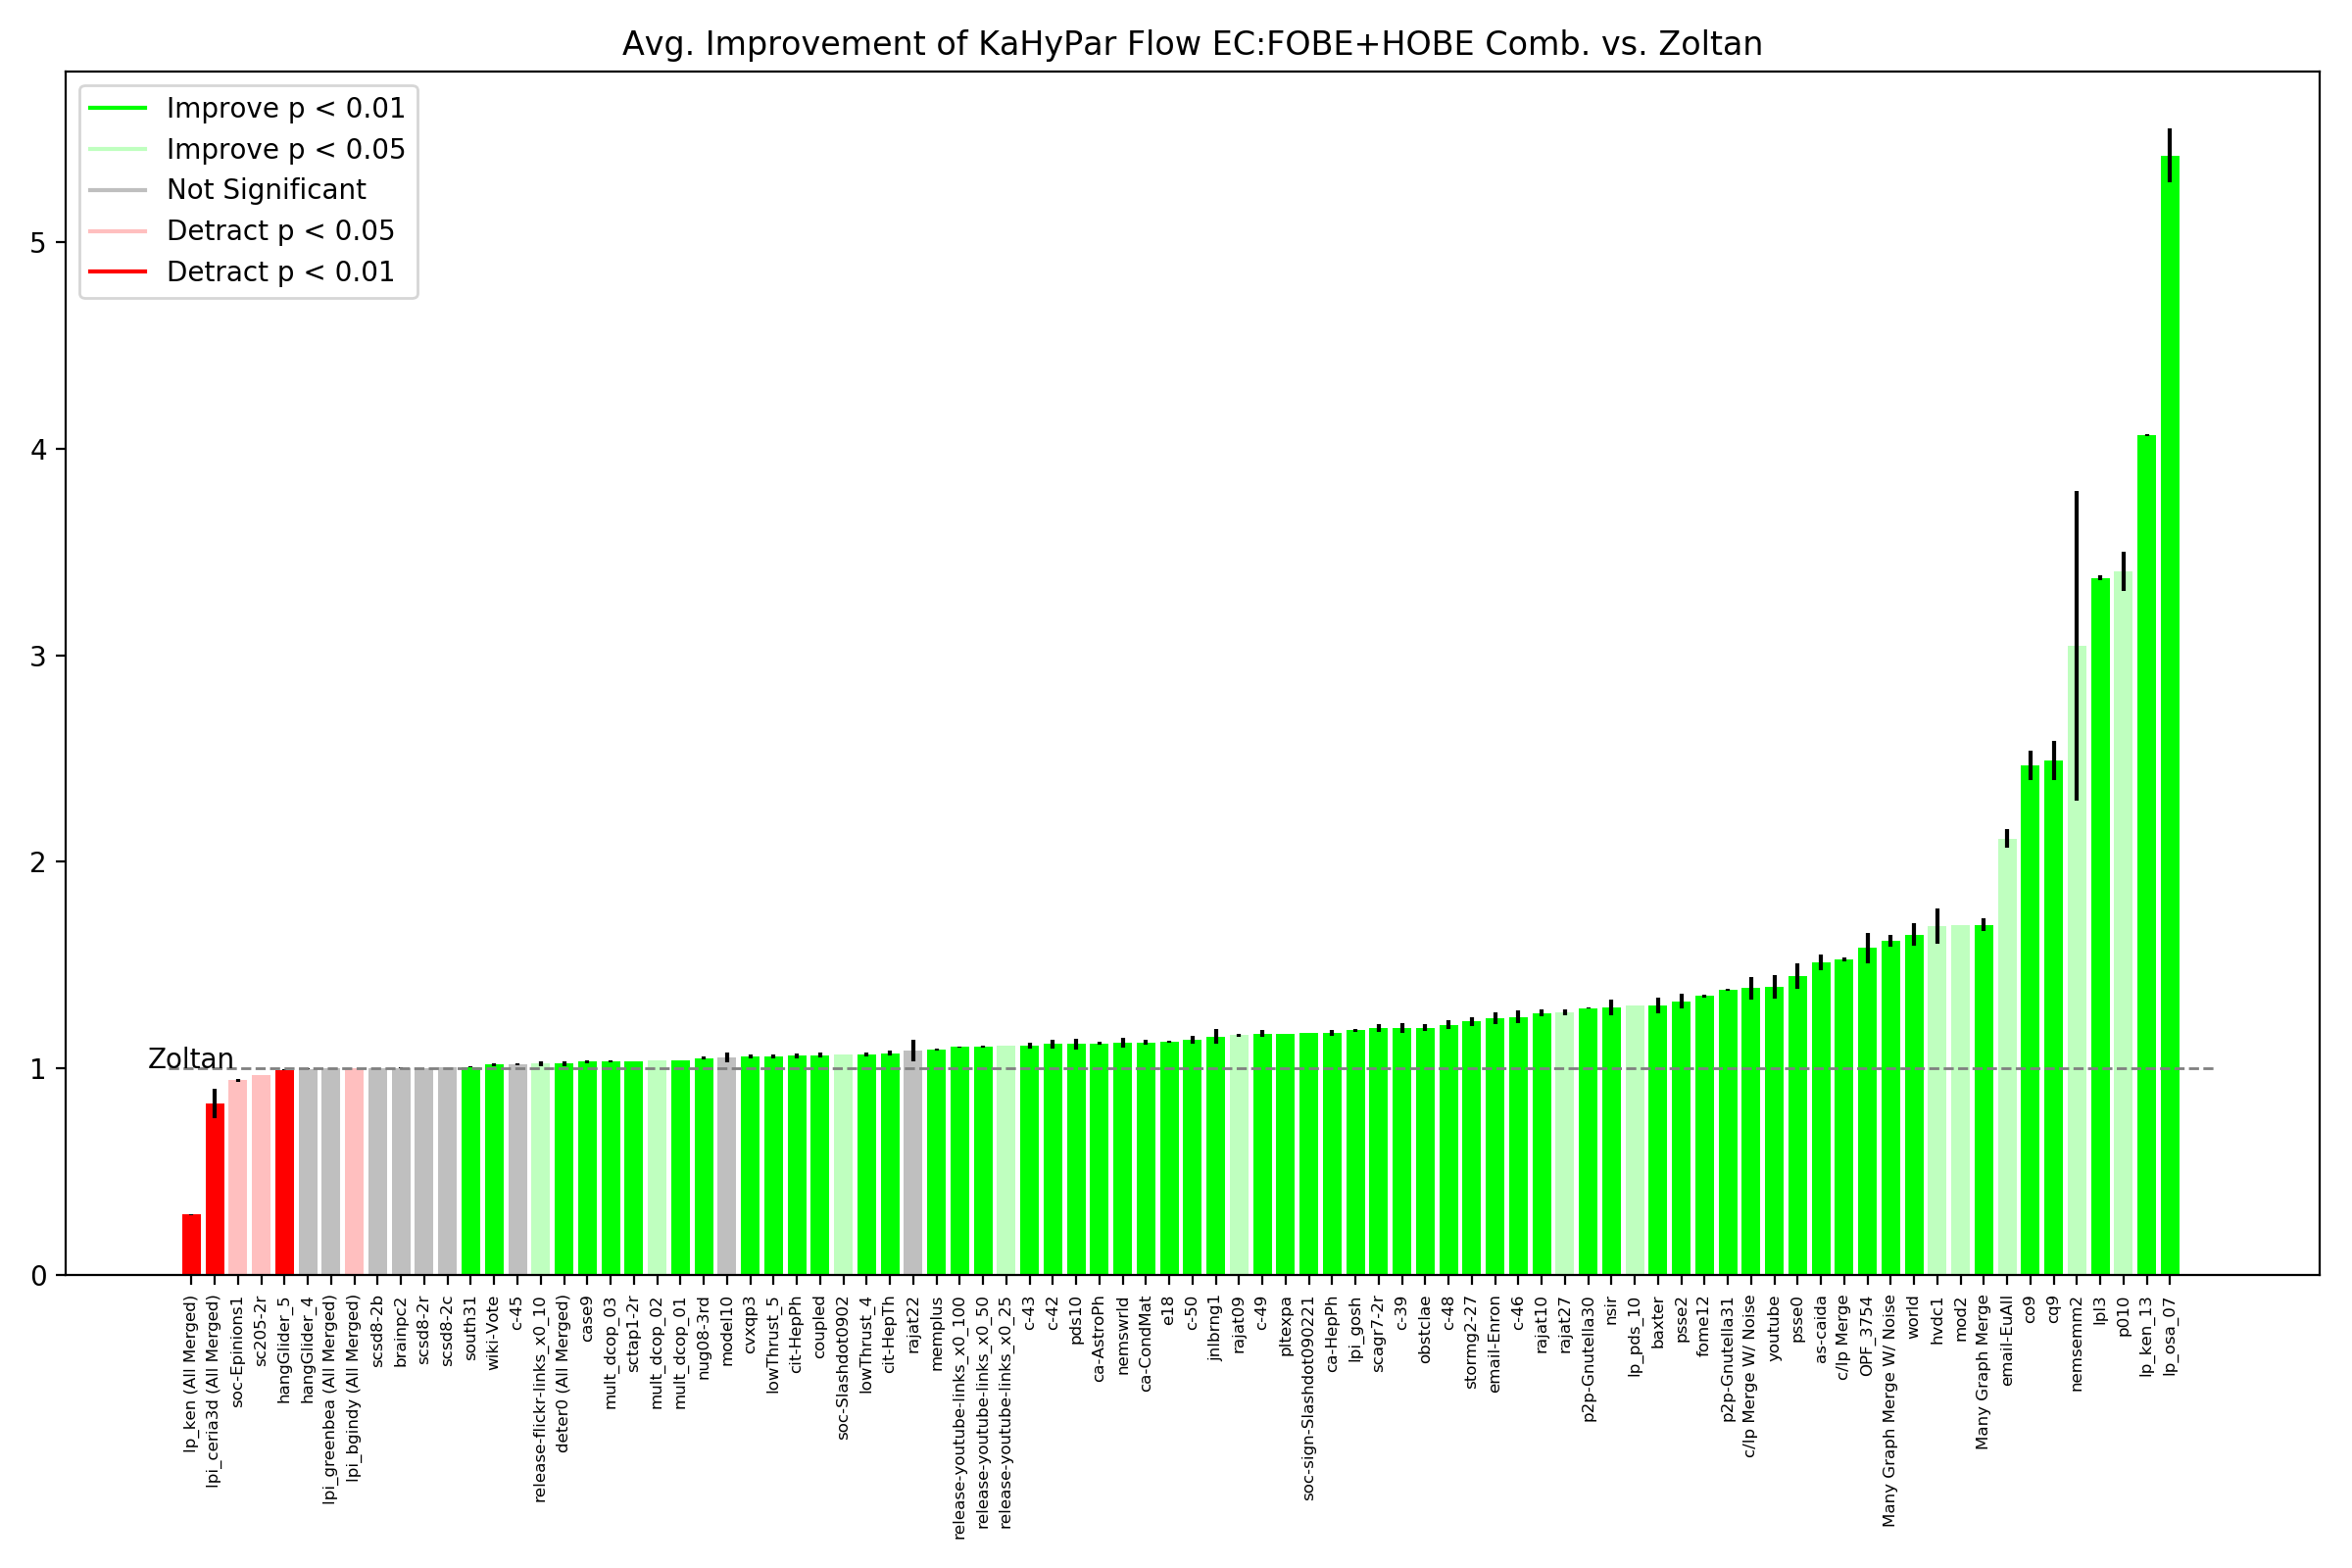 Avg. Improvement of KaHyPar Flow EC:FOBE+HOBE Comb. vs. Zoltan
Improve p < 0.01
Improve p < 0.05
Not Significant
Detract p < 0.05
Detract p < 0.01
5
4
3
2
1
0
Zoltan
lp_ken (All Merged)
lpi_ceria3d (All Merged)
soc-Epinions1
sc205-2r
hangGlider_5
hangGlider_4
lpi_greenbea (All Merged)
lpi_bgindy (All Merged)
scsd8-2b
brainpc2
scsd8-2r
scsd8-2c
south31
wiki-Vote
c-45
release-flickr-links_x0_10
deter0 (All Merged)
case9
mult_dcop_03
sctap1-2r
mult_dcop_02
mult_dcop_01
nug08-3rd
model10
cvxqp3
lowThrust_5
cit-HepPh
coupled
soc-Slashdot0902
lowThrust_4
cit-HepTh
rajat22
memplus
release-youtube-links_x0_100
release-youtube-links_x0_50
release-youtube-links_x0_25
c-43
c-42
pds10
ca-AstroPh
nemswrld
ca-CondMat
e18
c-50
jnlbrng1
rajat09
c-49
pltexpa
soc-sign-Slashdot090221
ca-HepPh
lpi_gosh
scagr7-2r
c-39
obstclae
c-48
stormg2-27
email-Enron
c-46
rajat10
rajat27
p2p-Gnutella30
nsir
lp_pds_10
baxter
psse2
fome12
p2p-Gnutella31
c/lp Merge W/ Noise
youtube
psse0
as-caida
c/lp Merge
OPF_3754
Many Graph Merge W/ Noise
world
hvdc1
mod2
Many Graph Merge
email-EuAll
co9
cq9
nemsemm2
lpl3
p010
lp_ken_13
lp_osa_07